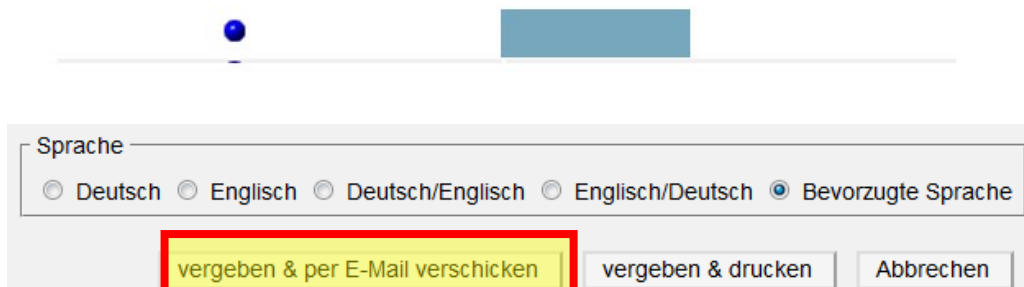 Sprache
Deutsch Englisch Deutsch/Englisch Englisch/Deutsch Bevorzugte Sprache
vergeben & per E-Mail verschicken vergeben & drucken Abbrechen